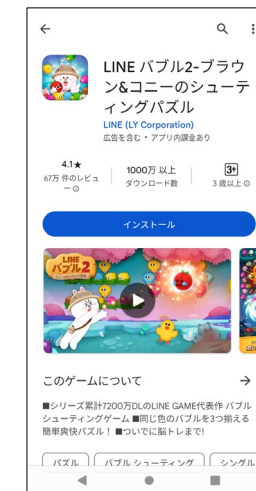 LINE バブル2-ブラウ
ン&コニーのシューテ
ィングパズル
LINE (LY Corporation)
広告を含む・アプリ内課金あり
4.1★
67万 件のレビュ
ー
1000万 以上
ダウンロード数
3+
3 歳以上
インストール
LINE
バブル2
このゲームについて
■シリーズ累計7200万DLのLINE GAME代表作 バブル
シューティングゲーム ■同じ色のバブルを3つ揃える
簡単爽快パズル！ ■ついでに脳トレまで!
パズル
バブル シューティング
シングル